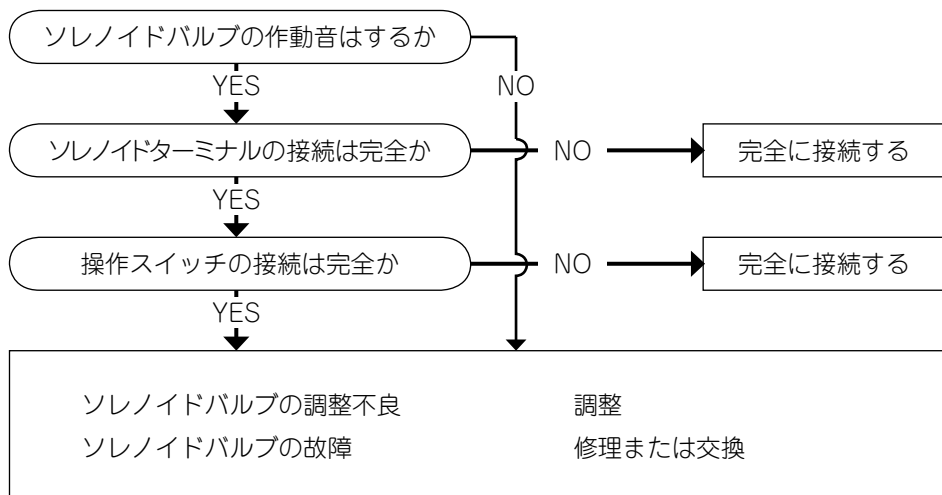 ソレノイドバルブの作動音はするか
YES
NO
ソレノイドターミナルの接続は完全か
NO
完全に接続する
YES
操作スイッチの接続は完全か
NO
完全に接続する
YES
ソレノイドバルブの調整不良 調整
ソレノイドバルブの故障 修理または交換